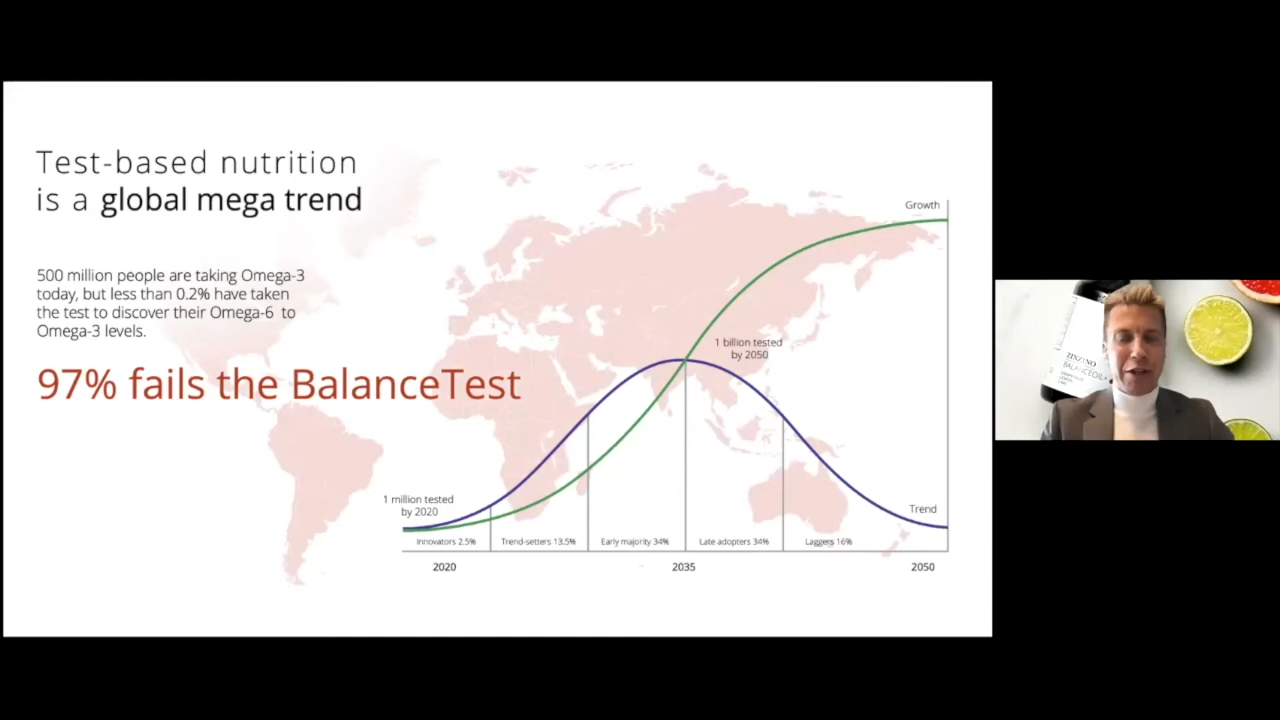 Test-based nutrition
is a global mega trend
500 million people are taking Omega-3
today, but less than 0.2% have taken
the test to discover their Omega-6 to
Omega-3 levels.
97% fails the BalanceTest
Growth
1 billion tested
by 2050
1 million tested
by 2020
Trend
Innovators 2.5%
Trend-setters 13.5%
Early majority 34%
Late adopters 34%
Laggers 16%
2020
2035
2050
ZINZINO
BALANCEOIL+